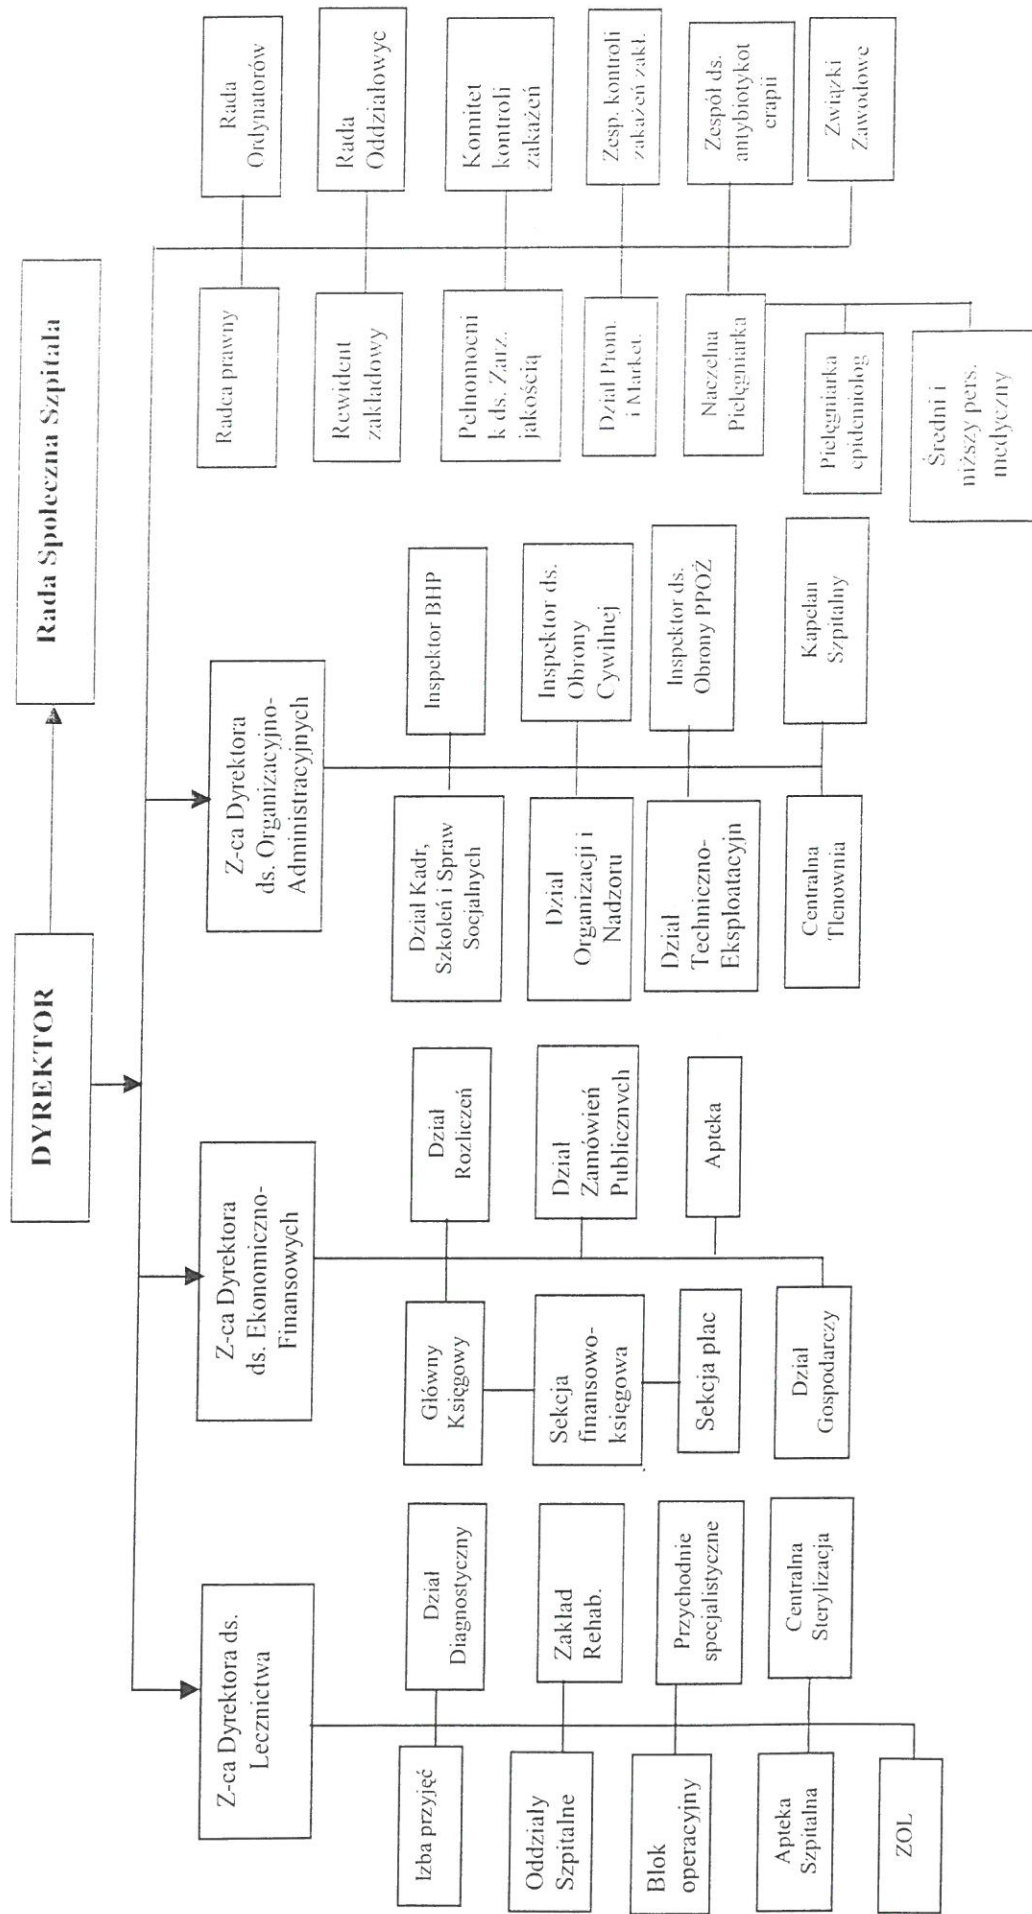 DYREKTOR
Rada Społeczna Szpitala
Z-ca Dyrektora ds.
Lecznictwa
Izba przyjęć
Dział
Diagnostyczny
Oddziały
Szpitalne
Zakład
Rehab.
Blok
operacyjny
Przychodnie
specjalistyczne
Apteka
Szpitalna
Centralna
Sterylizacja
ZOL
Z-ca Dyrektora
ds. Ekonomiczno-
Finansowych
Główny
Księgowy
Dział
Rozliczeń
Sekcja
finansowo-
księgowa
Dział
Zamówień
Publicznych
Sekcja płac
Apteka
Dział
Gospodarczy
Z-ca Dyrektora
ds. Organizacyjno-
Administracyjnych
Dział Kadr,
Szkoleń i Spraw
Socjalnych
Inspektor BHP
Dział
Organizacji i
Nadzoru
Inspektor ds.
Obrony
Cywilnej
Dział
Techniczno-
Eksploatacyjn
Inspektor ds.
Obrony PPOŻ
Centralna
Tlenownia
Kapelan
Szpitalny
Radca prawny
Rada
Ordynatorów
Rewident
zakładowy
Rada
Oddziałowyc
Pełnomocni
k ds. Zarz.
jakością
Komitet
kontroli
zakażeń
Dział Prom.
i Market.
Zesp. kontroli
zakażeń zakł.
Naczelna
Pielęgniarka
Zespół ds.
antybiotykot
erapii
Pielęgniarka
epidemiolog
Związki
Zawodowe
Średni i
niższy pers.
medyczny